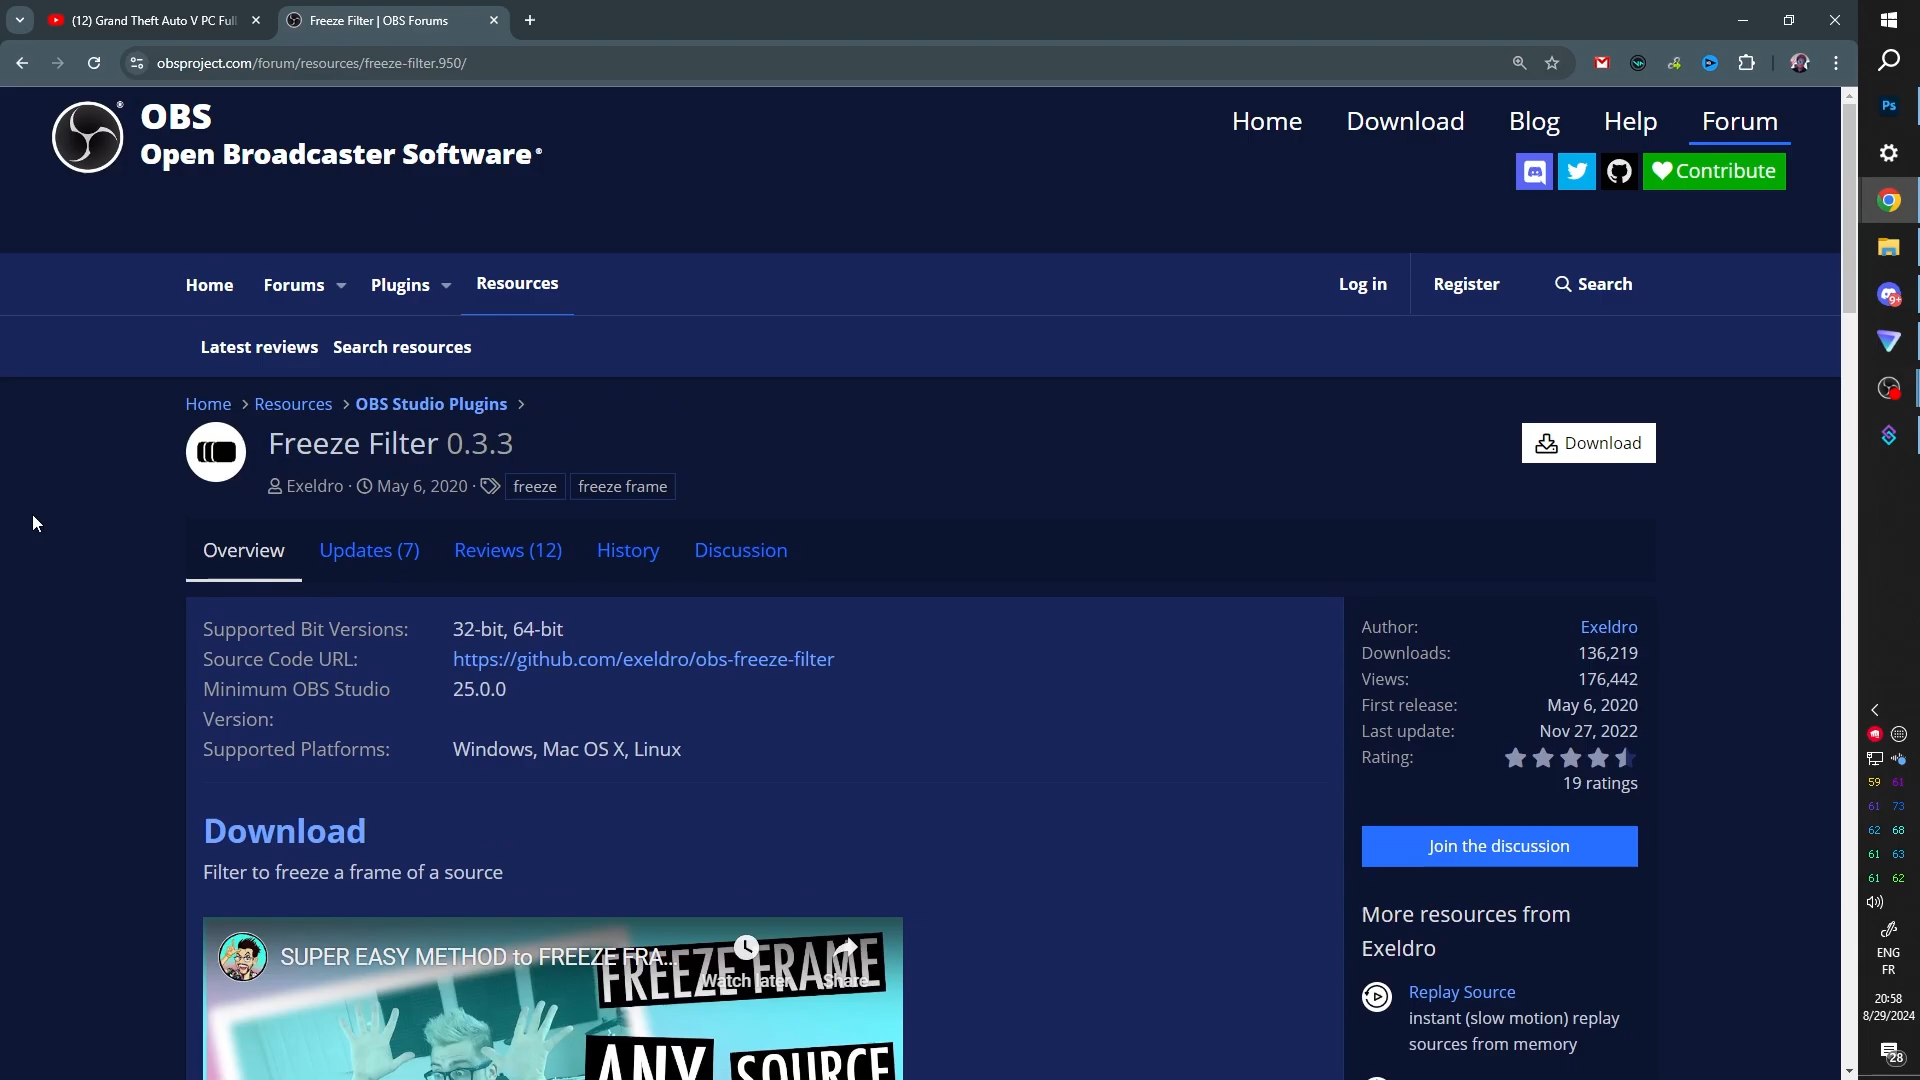 (12) Grand Theft Auto V PC Full
Freeze Filter | OBS Forums
obsproject.com/forum/resources/freeze-filter.950/
OBS
Open Broadcaster Software
Home
Download
Blog
Help
Forum
Contribute
Home
Forums
Plugins
Resources
Log in
Register
Search
Latest reviews
Search resources
Home
Resources
OBS Studio Plugins
Freeze Filter 0.3.3
Download
Exeldro · May 6, 2020 ·
freeze
freeze frame
Overview
Updates (7)
Reviews (12)
History
Discussion
Supported Bit Versions: 32-bit, 64-bit
Source Code URL: https://github.com/exeldro/obs-freeze-filter
Minimum OBS Studio 25.0.0
Version:
Supported Platforms: Windows, Mac OS X, Linux
Download
Filter to freeze a frame of a source
SUPER EASY METHOD to FREEZE FRA...
Watch later
Share
FREEZE FRAME
ANY SOURCE
Author: Exeldro
Downloads: 136,219
Views: 176,442
First release: May 6, 2020
Last update: Nov 27, 2022
Rating:
19 ratings
Join the discussion
More resources from
Exeldro
Replay Source
instant (slow motion) replay
sources from memory
Ps
9+
59 61
61 73
62 68
61 63
61 62
ENG
FR
20:58
8/29/2024
28